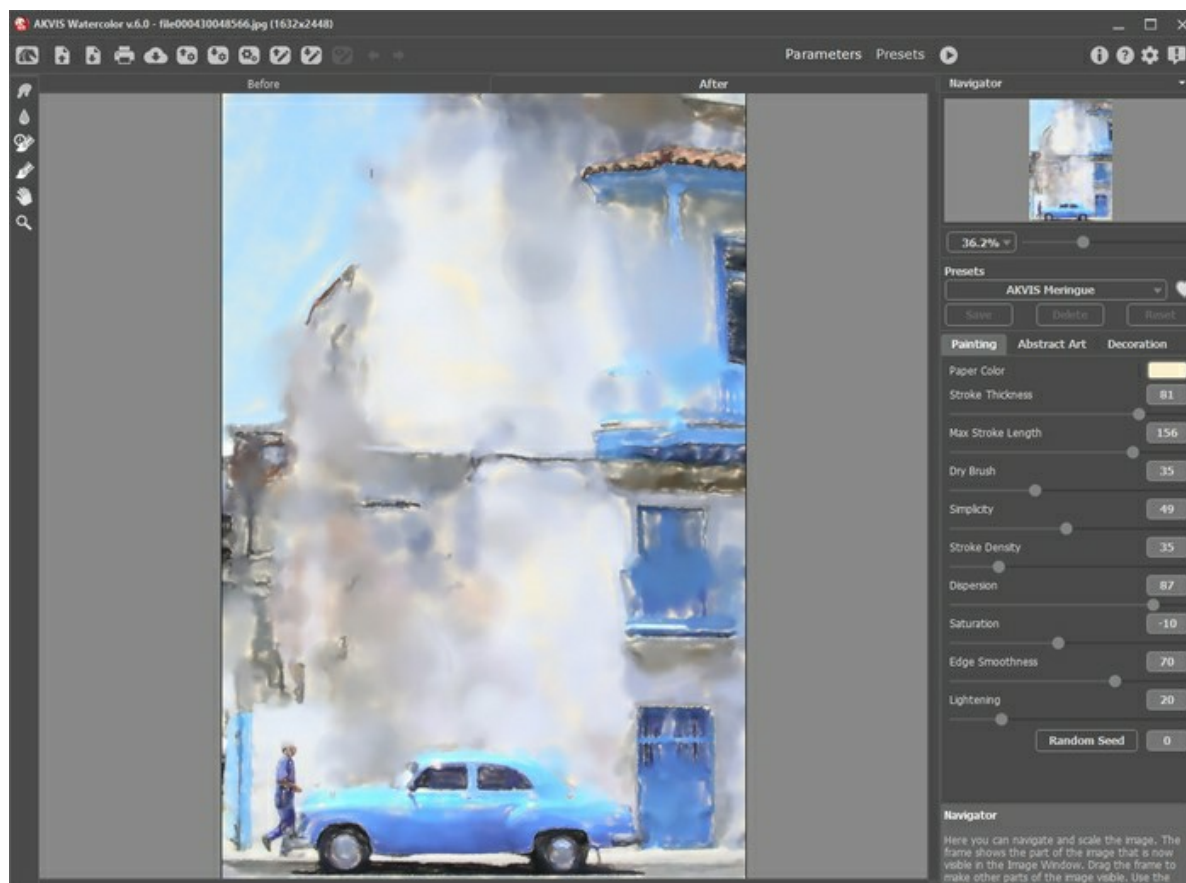 AKVIS Watercolor v.6.0 - file000430048566.jpg (1632x2448)
Parameters Presets
Before After
Navigator
36.2%
Presets
AKVIS Meringue
Save Delete Reset
Painting Abstract Art Decoration
Paper Color
Stroke Thickness 81
Max Stroke Length 156
Dry Brush 35
Simplicity 49
Stroke Density 35
Dispersion 87
Saturation -10
Edge Smoothness 70
Lightening 20
Random Seed 0
Navigator
Here you can navigate and scale the image. The
frame shows the part of the image that is now
visible in the Image Window. Drag the frame to
make other parts of the image visible. Use the